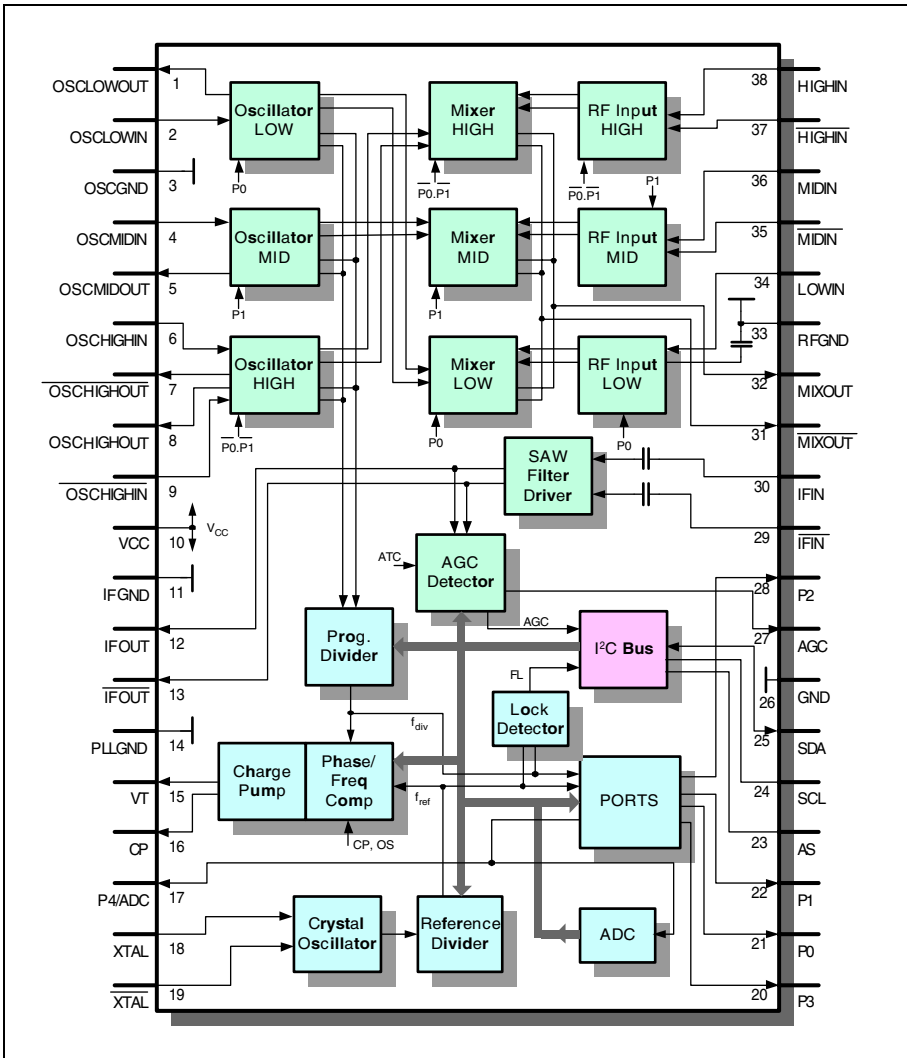 OSCLOWOUT
1
OSCLOWIN
2
OSCGND
3
OSCMIDIN
4
OSCMIDOUT
5
OSCHIGHIN
6
OSCHIGHOUT
7
OSCHIGHOUT
8
OSCHIGHIN
9
VCC
10
IFGND
11
IFOUT
12
IFOUT
13
PLLGND
14
VT
15
CP
16
P4/ADC
17
XTAL
18
XTAL
19
Oscillator
LOW
P0
Mixer
HIGH
P0.P1
RF Input
HIGH
P0.P1
Oscillator
MID
P1
Mixer
MID
P1
P1
RF Input
MID
Oscillator
HIGH
P0.P1
Mixer
LOW
P0
RF Input
LOW
P0
VCC
SAW
Filter
Driver
ATC
AGC
Detector
AGC
Prog.
Divider
I²C Bus
FL
Lock
Detector
fdiv
Charge
Pump
Phase/
Freq
Comp
fref
CP, OS
PORTS
Crystal
Oscillator
Reference
Divider
ADC
38
HIGHIN
37
HIGHIN
36
MIDIN
35
MIDIN
34
LOWIN
33
RFGND
32
MIXOUT
31
MIXOUT
30
IFIN
29
IFIN
28
P2
27
AGC
26
GND
25
SDA
24
SCL
23
AS
22
P1
21
P0
20
P3